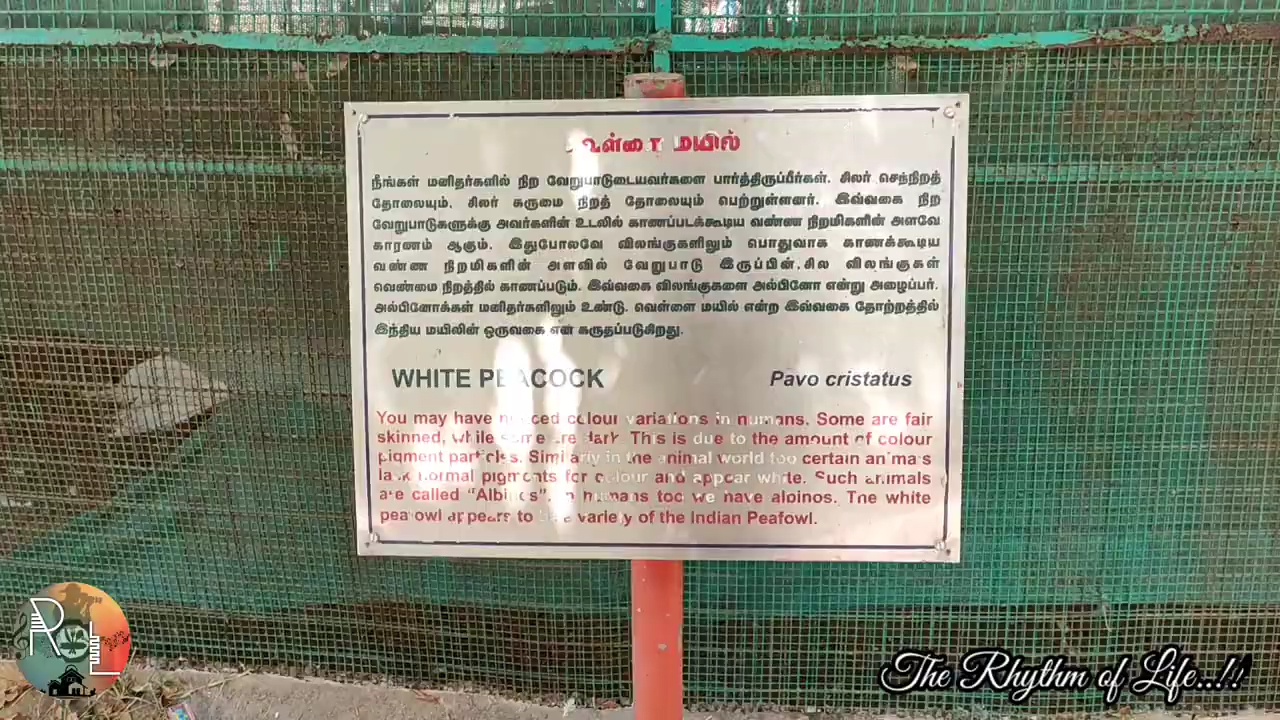 வெள்ளை மயில்
நீங்கள் மனிதர்களில் நிற வேறுபாடுடையவர்களை பார்த்திருப்பீர்கள். சிலர் செந்நிறத்
தோலையும், சிலர் கருமை நிறத் தோலையும் பெற்றுள்ளனர். இவ்வகை நிற
வேறுபாடுகளுக்கு அவர்களின் உடலில் காணப்படக்கூடிய வண்ண நிறமிகளின் அளவே
காரணம் ஆகும். இதுபோலவே விலங்குகளிலும் பொதுவாக காணக்கூடிய
வண்ண நிறமிகளின் அளவில் வேறுபாடு இருப்பின், சில விலங்குகள்
வெண்மை நிறத்தில் காணப்படும். இவ்வகை விலங்குகளை அல்பினோ என்று அழைப்பர்.
அல்பினோக்கள் மனிதர்களிலும் உண்டு. வெள்ளை மயில் என்ற இவ்வகை தோற்றத்தில்
இந்திய மயிலின் ஒருவகை என கருதப்படுகிறது.
WHITE PEACOCK Pavo cristatus
You may have noticed colour variations in humans. Some are fair
skinned, while some are dark. This is due to the amount of colour
pigment particles. Similarly in the animal world too certain animals
lack normal pigments for colour and appear white. Such animals
are called “Albinos”. In humans too we have albinos. The white
peafowl appears to be a variety of the Indian Peafowl.
ROL
The Rhythm of Life..!!